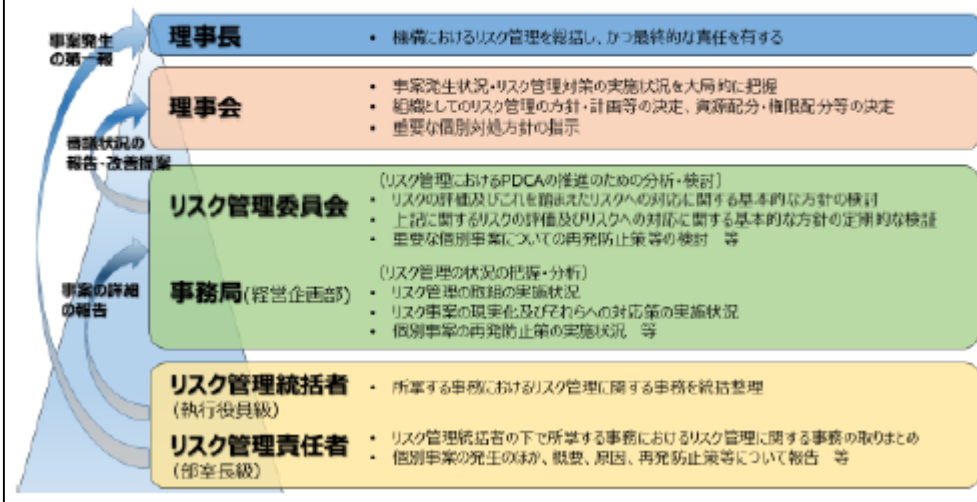 事案発生
の第一報
理事長
• 機構におけるリスク管理を総括し、かつ最終的な責任を有する
理事会
• 事案発生状況・リスク管理対策の実施状況を大局的に把握
• 組織としてのリスク管理の方針・計画等の決定、資源配分・権限配分等の決定
• 重要な個別対処方針の指示
審議状況の
報告・改善提案
リスク管理委員会
(リスク管理におけるPDCAの推進のための分析・検討)
• リスクの評価及びこれを踏まえたリスクへの対応に関する基本的な方針の検討
• 上記に関するリスクの評価及びリスクへの対応に関する基本的な方針の定期的な検証
• 重要な個別事案についての再発防止策等の検討 等
事案の詳細
の報告
事務局(経営企画部)
(リスク管理の状況の把握・分析)
• リスク管理の取組の実施状況
• リスク事案の現実化及びそれらへの対応策の実施状況
• 個別事案の再発防止策の実施状況 等
リスク管理統括者
(執行役員級)
• 所掌する事務におけるリスク管理に関する事務を統括整理
リスク管理責任者
(部室長級)
• リスク管理統括者の下で所掌する事務におけるリスク管理に関する事務の取りまとめ
• 個別事案の発生のほか、概要、原因、再発防止策等について報告 等